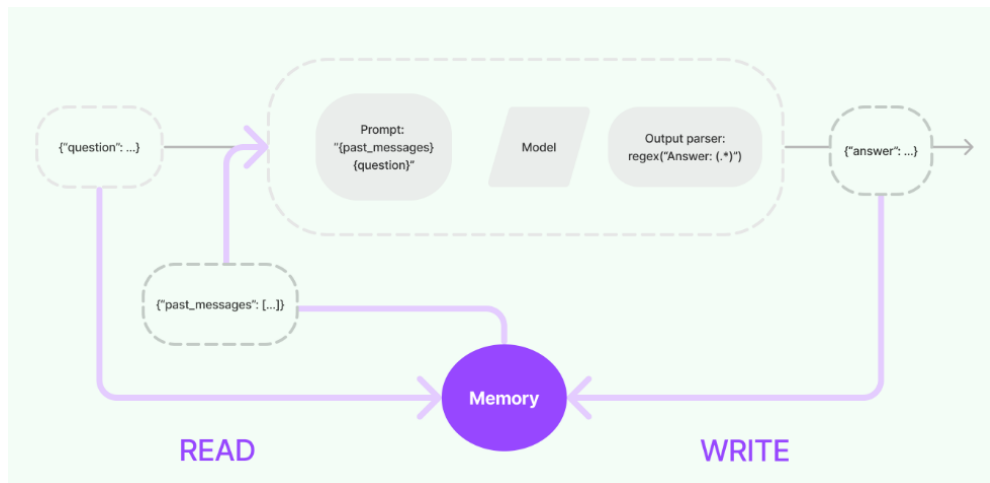 {"question": ...}
Prompt:
"{past_messages}
{question}"
Model
Output parser:
regex("Answer: (.*)")
{"answer": ...}
{"past_messages": [...]}
Memory
READ
WRITE